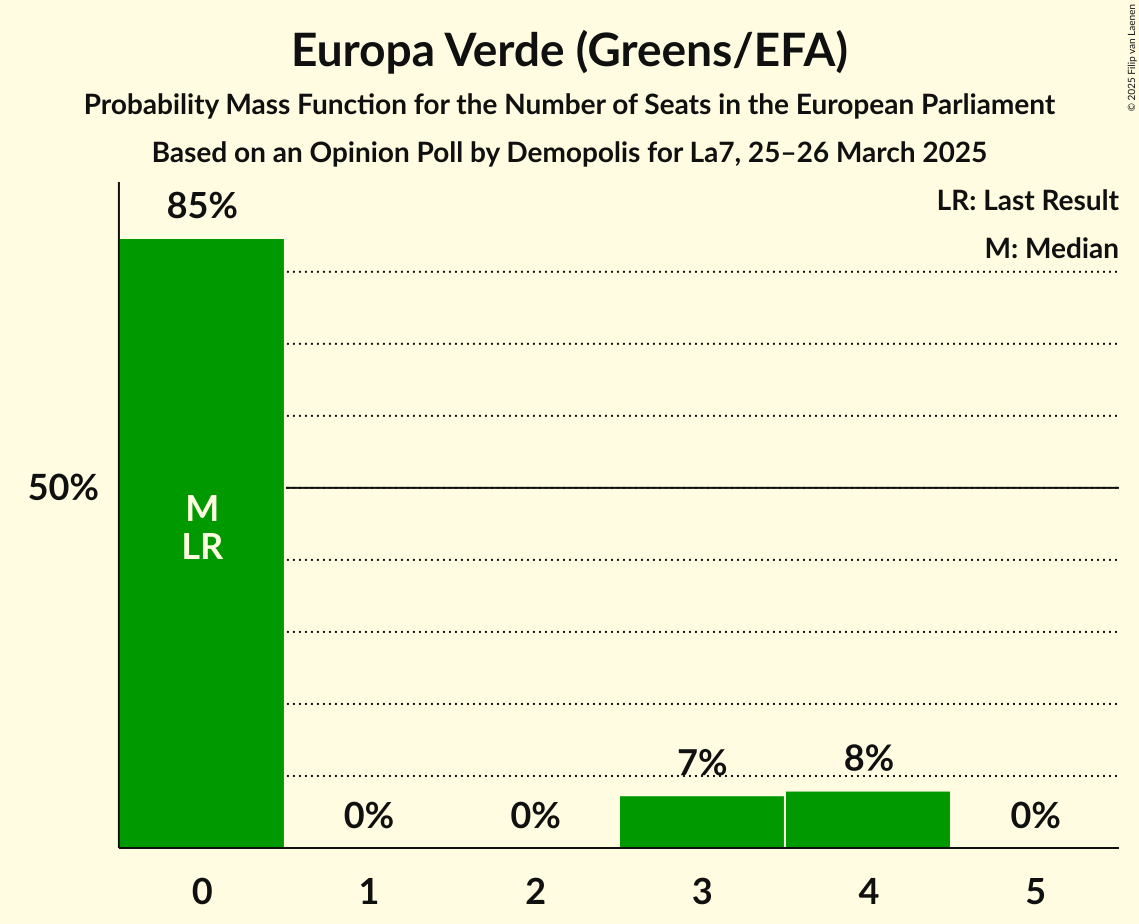 Europa Verde (Greens/EFA)
Probability Mass Function for the Number of Seats in the European Parliament
Based on an Opinion Poll by Demopolis for La7, 25–26 March 2025
© 2025 Filip van Laenen
LR: Last Result
M: Median
85%
50%
M
LR
0%
0%
7%
8%
0%
0
1
2
3
4
5